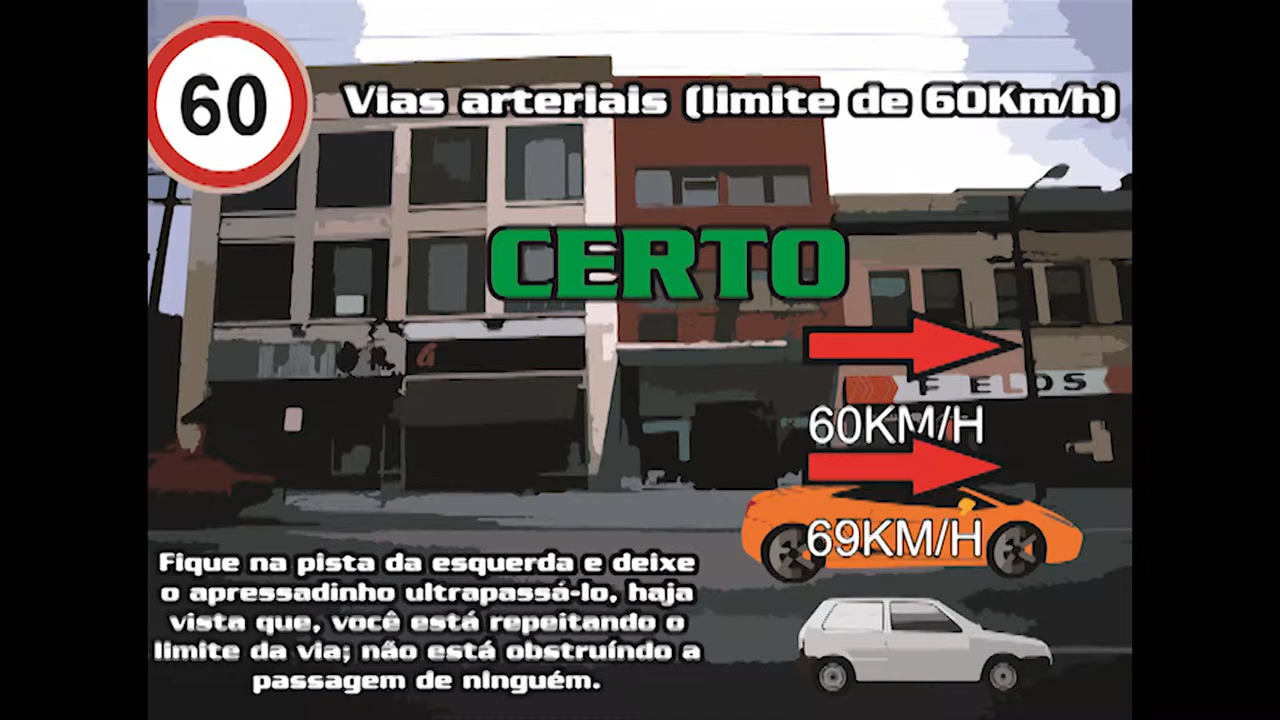 60
Vias arteriais (limite de 60Km/h)
CERTO
F ELOS
60KM/H
69KM/H
Fique na pista da esquerda e deixe
o apressadinho ultrapassá-lo, haja
vista que, você está repeitando o
limite da via; não está obstruíndo a
passagem de ninguém.